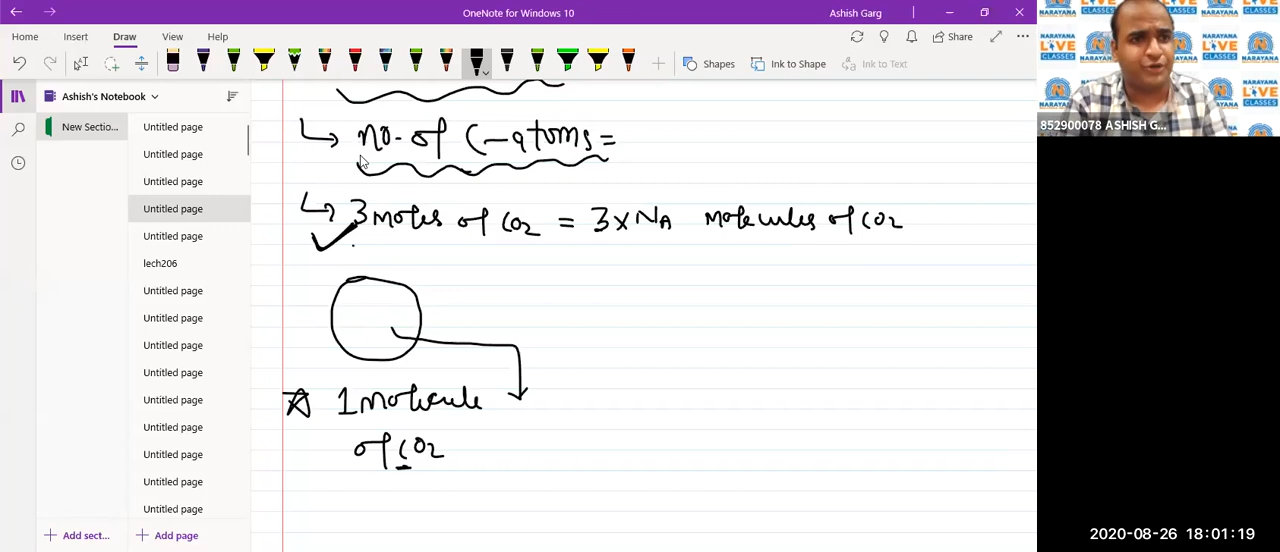 OneNote for Windows 10
Ashish Garg
Home Insert Draw View Help
Share
Shapes
Ink to Shape
Ink to Text
Ashish's Notebook
New Sectio...
Untitled page
Untitled page
Untitled page
Untitled page
Untitled page
lech206
Untitled page
Untitled page
Untitled page
Untitled page
Untitled page
Untitled page
Untitled page
Untitled page
Untitled page
Add sect...
Add page
no. of C-atoms=
3 moles of CO2 = 3xNA molecules of CO2
1 molecule
of CO2
NARAYANA
LIVE
CLASSES
852900078 ASHISH G...
2020-08-26 18:01:19